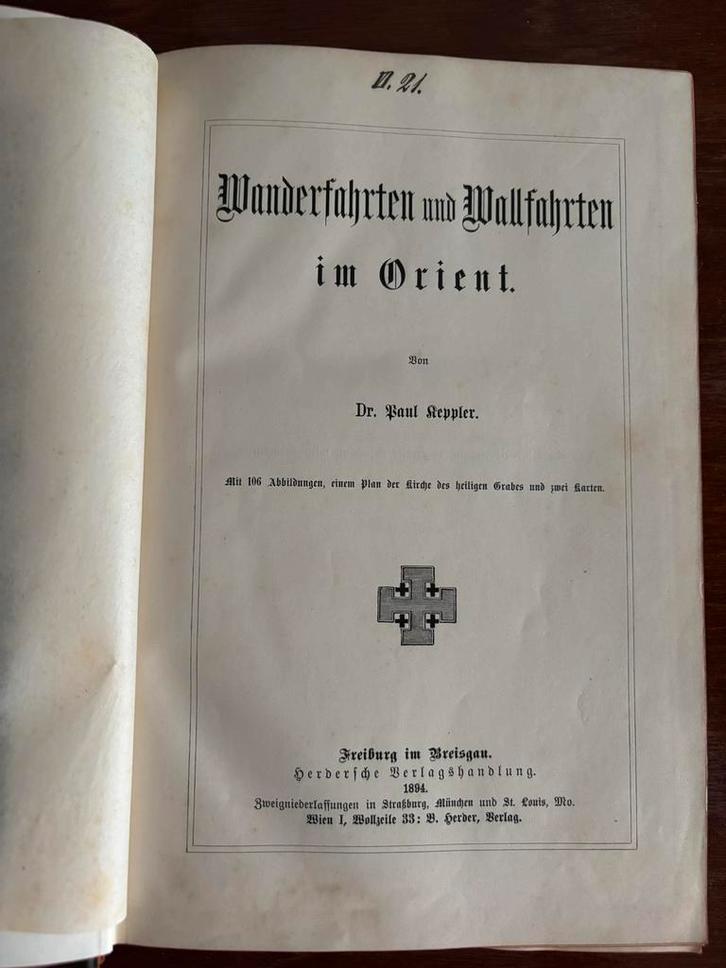 D. 21.
Wanderfahrten und Wallfahrten
im Orient.
Von
Dr. Paul Keppler.
Mit 106 Abbildungen, einem Plan der Kirche des heiligen Grabes und zwei Karten.
Freiburg im Breisgau.
Herdersche Verlagshandlung.
1894.
Zweigniederlassungen in Straßburg, München und St. Louis, Mo.
Wien I, Wollzeile 33: B. Herder, Verlag.